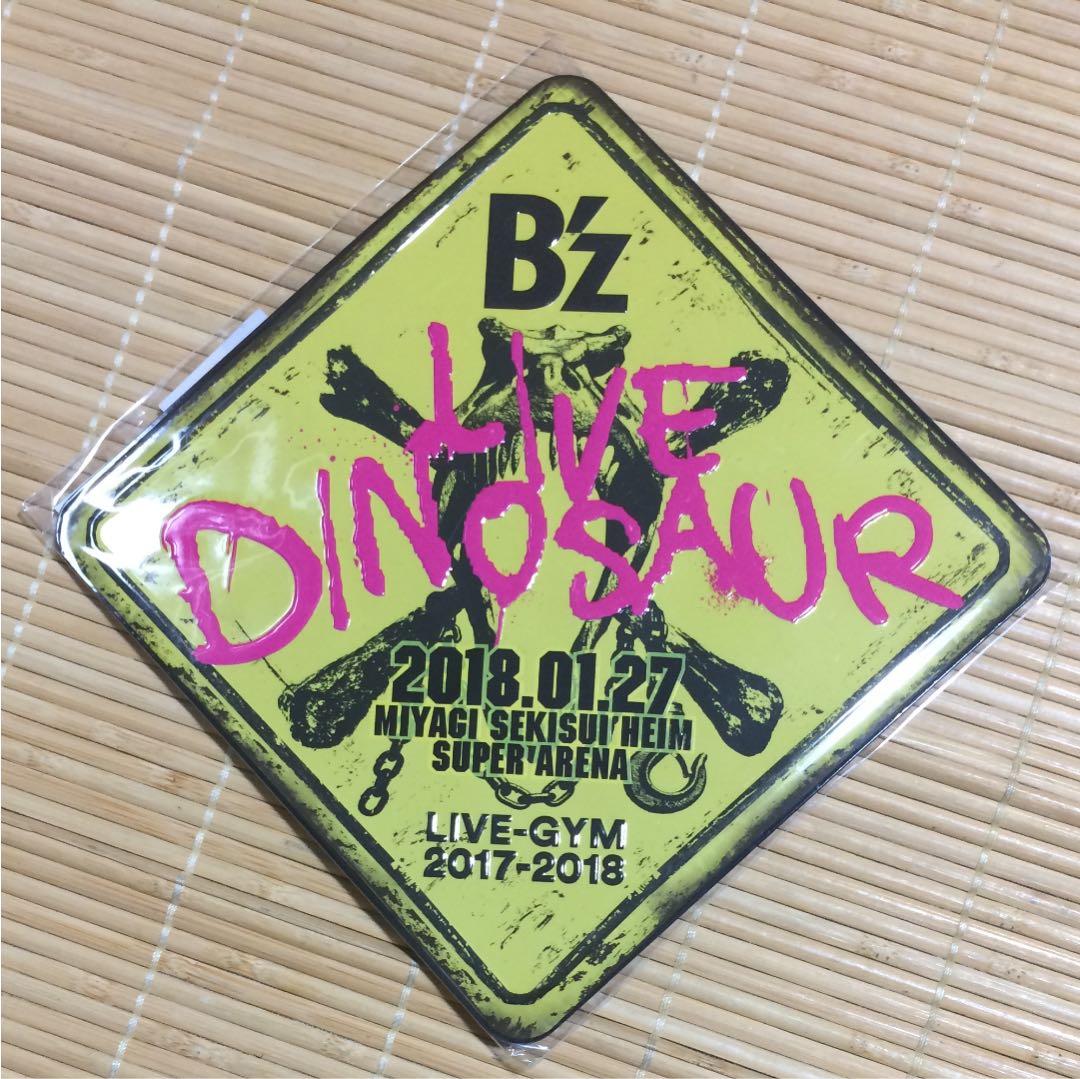 B'z
LIVE
DINOSAUR
2018.01.27
MIYAGI SEKISUI HEIM
SUPER ARENA
LIVE-GYM
2017-2018